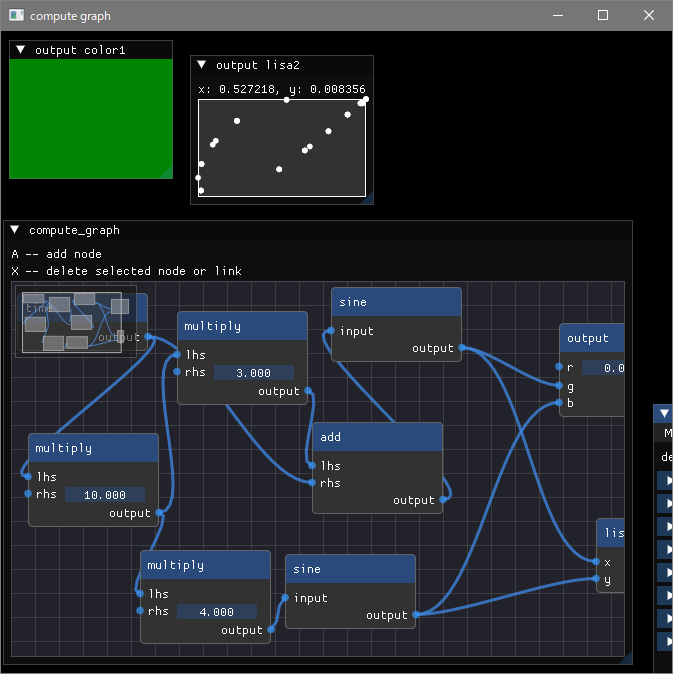 compute graph
output color1
output lisa2
x: 0.527218, y: 0.008356
compute_graph
A -- add node
X -- delete selected node or link
time
output
multiply
lhs
rhs 3.000
output
sine
input
output
output
r 0.0
g
b
multiply
lhs
rhs 10.000
output
add
lhs
rhs
output
multiply
lhs
rhs 4.000
output
sine
input
output
lis
x
y
M
de